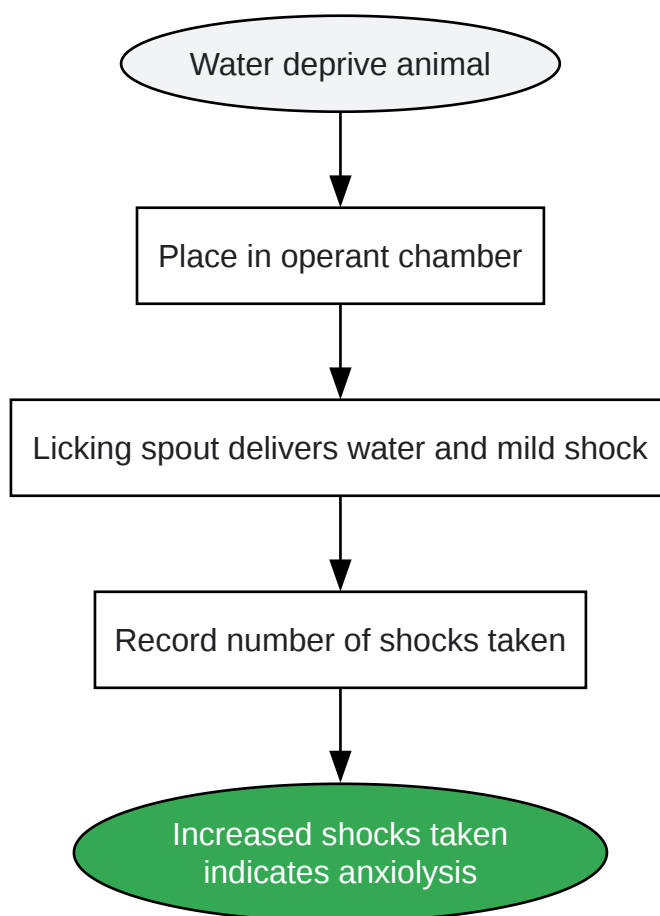 Water deprive animal
Place in operant chamber
Licking spout delivers water and mild shock
Record number of shocks taken
Increased shocks taken
indicates anxiolysis